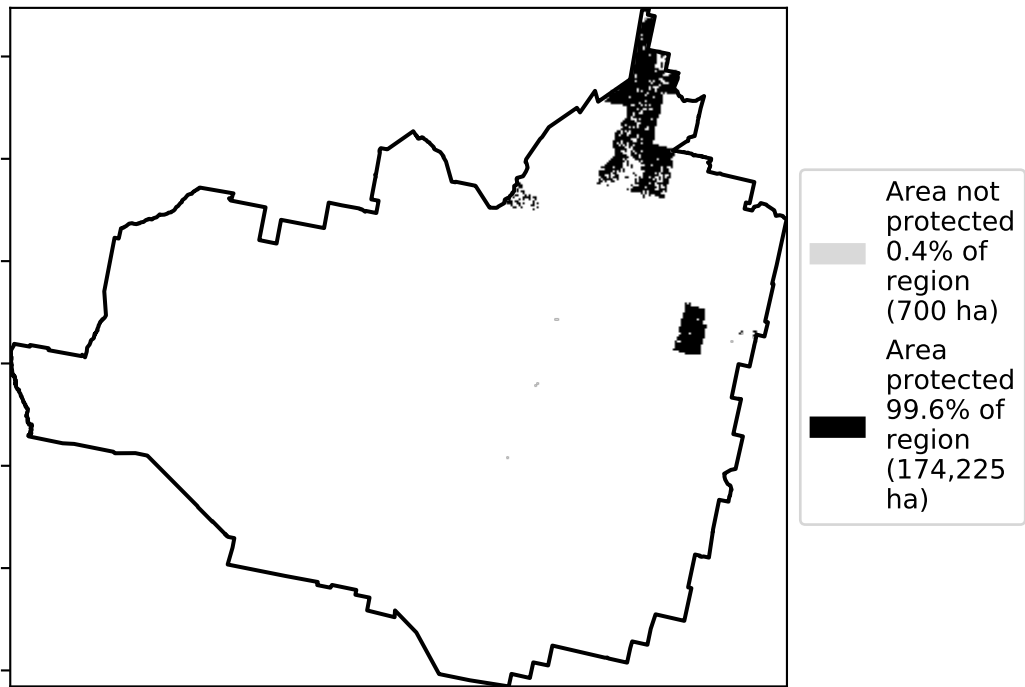 Area not
protected
0.4% of
region
(700 ha)
Area
protected
99.6% of
region
(174,225
ha)